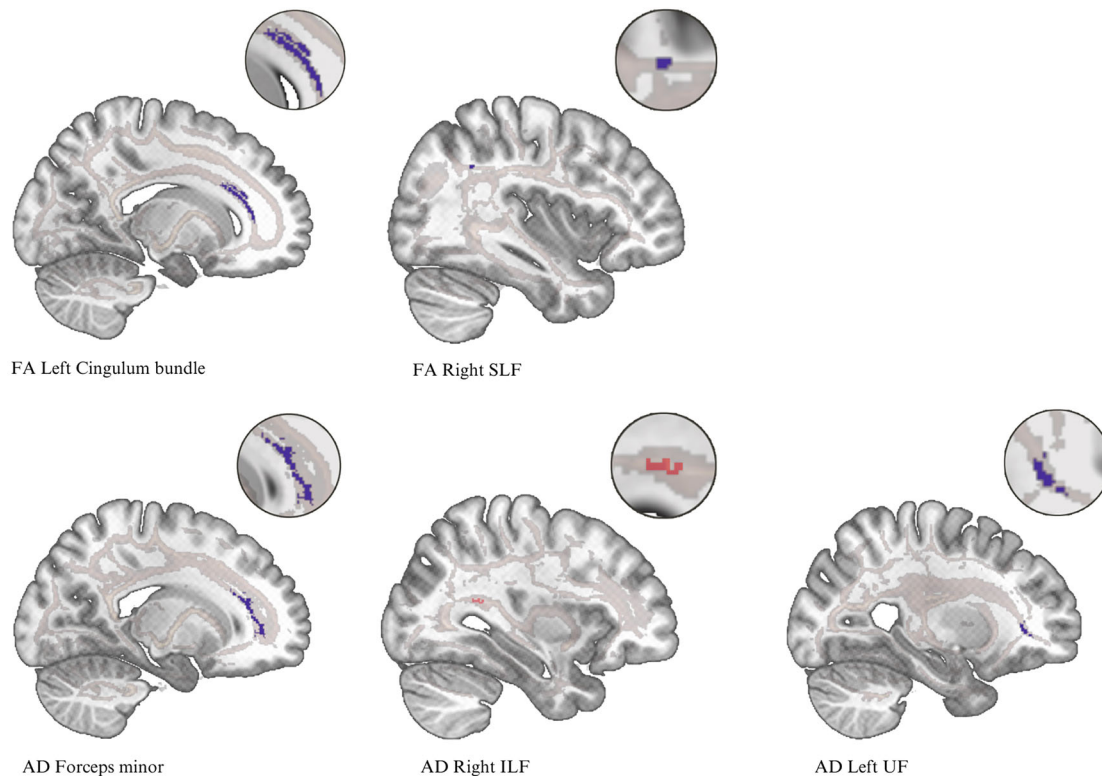 FA Left Cingulum bundle
FA Right SLF
AD Forceps minor
AD Right ILF
AD Left UF